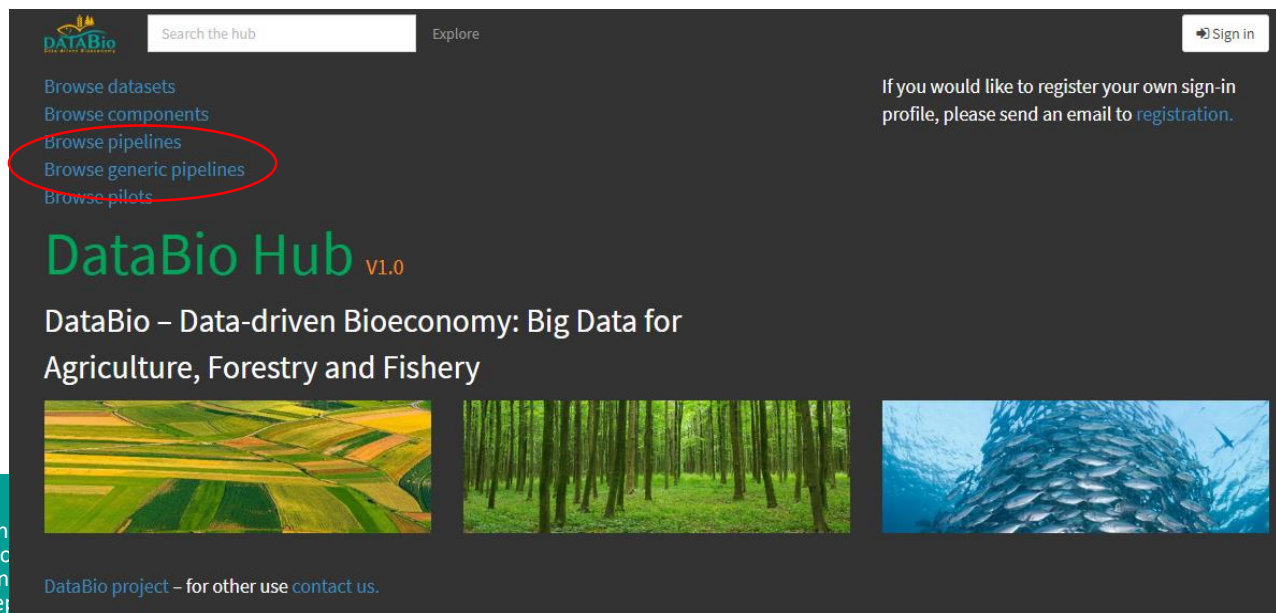 DATABio
Data-driven Bioeconomy
Search the hub
Explore
Sign in
Browse datasets
Browse components
Browse pipelines
Browse generic pipelines
Browse pilots
If you would like to register your own sign-in
profile, please send an email to registration.
DataBio Hub V1.0
DataBio – Data-driven Bioeconomy: Big Data for
Agriculture, Forestry and Fishery
DataBio project – for other use contact us.